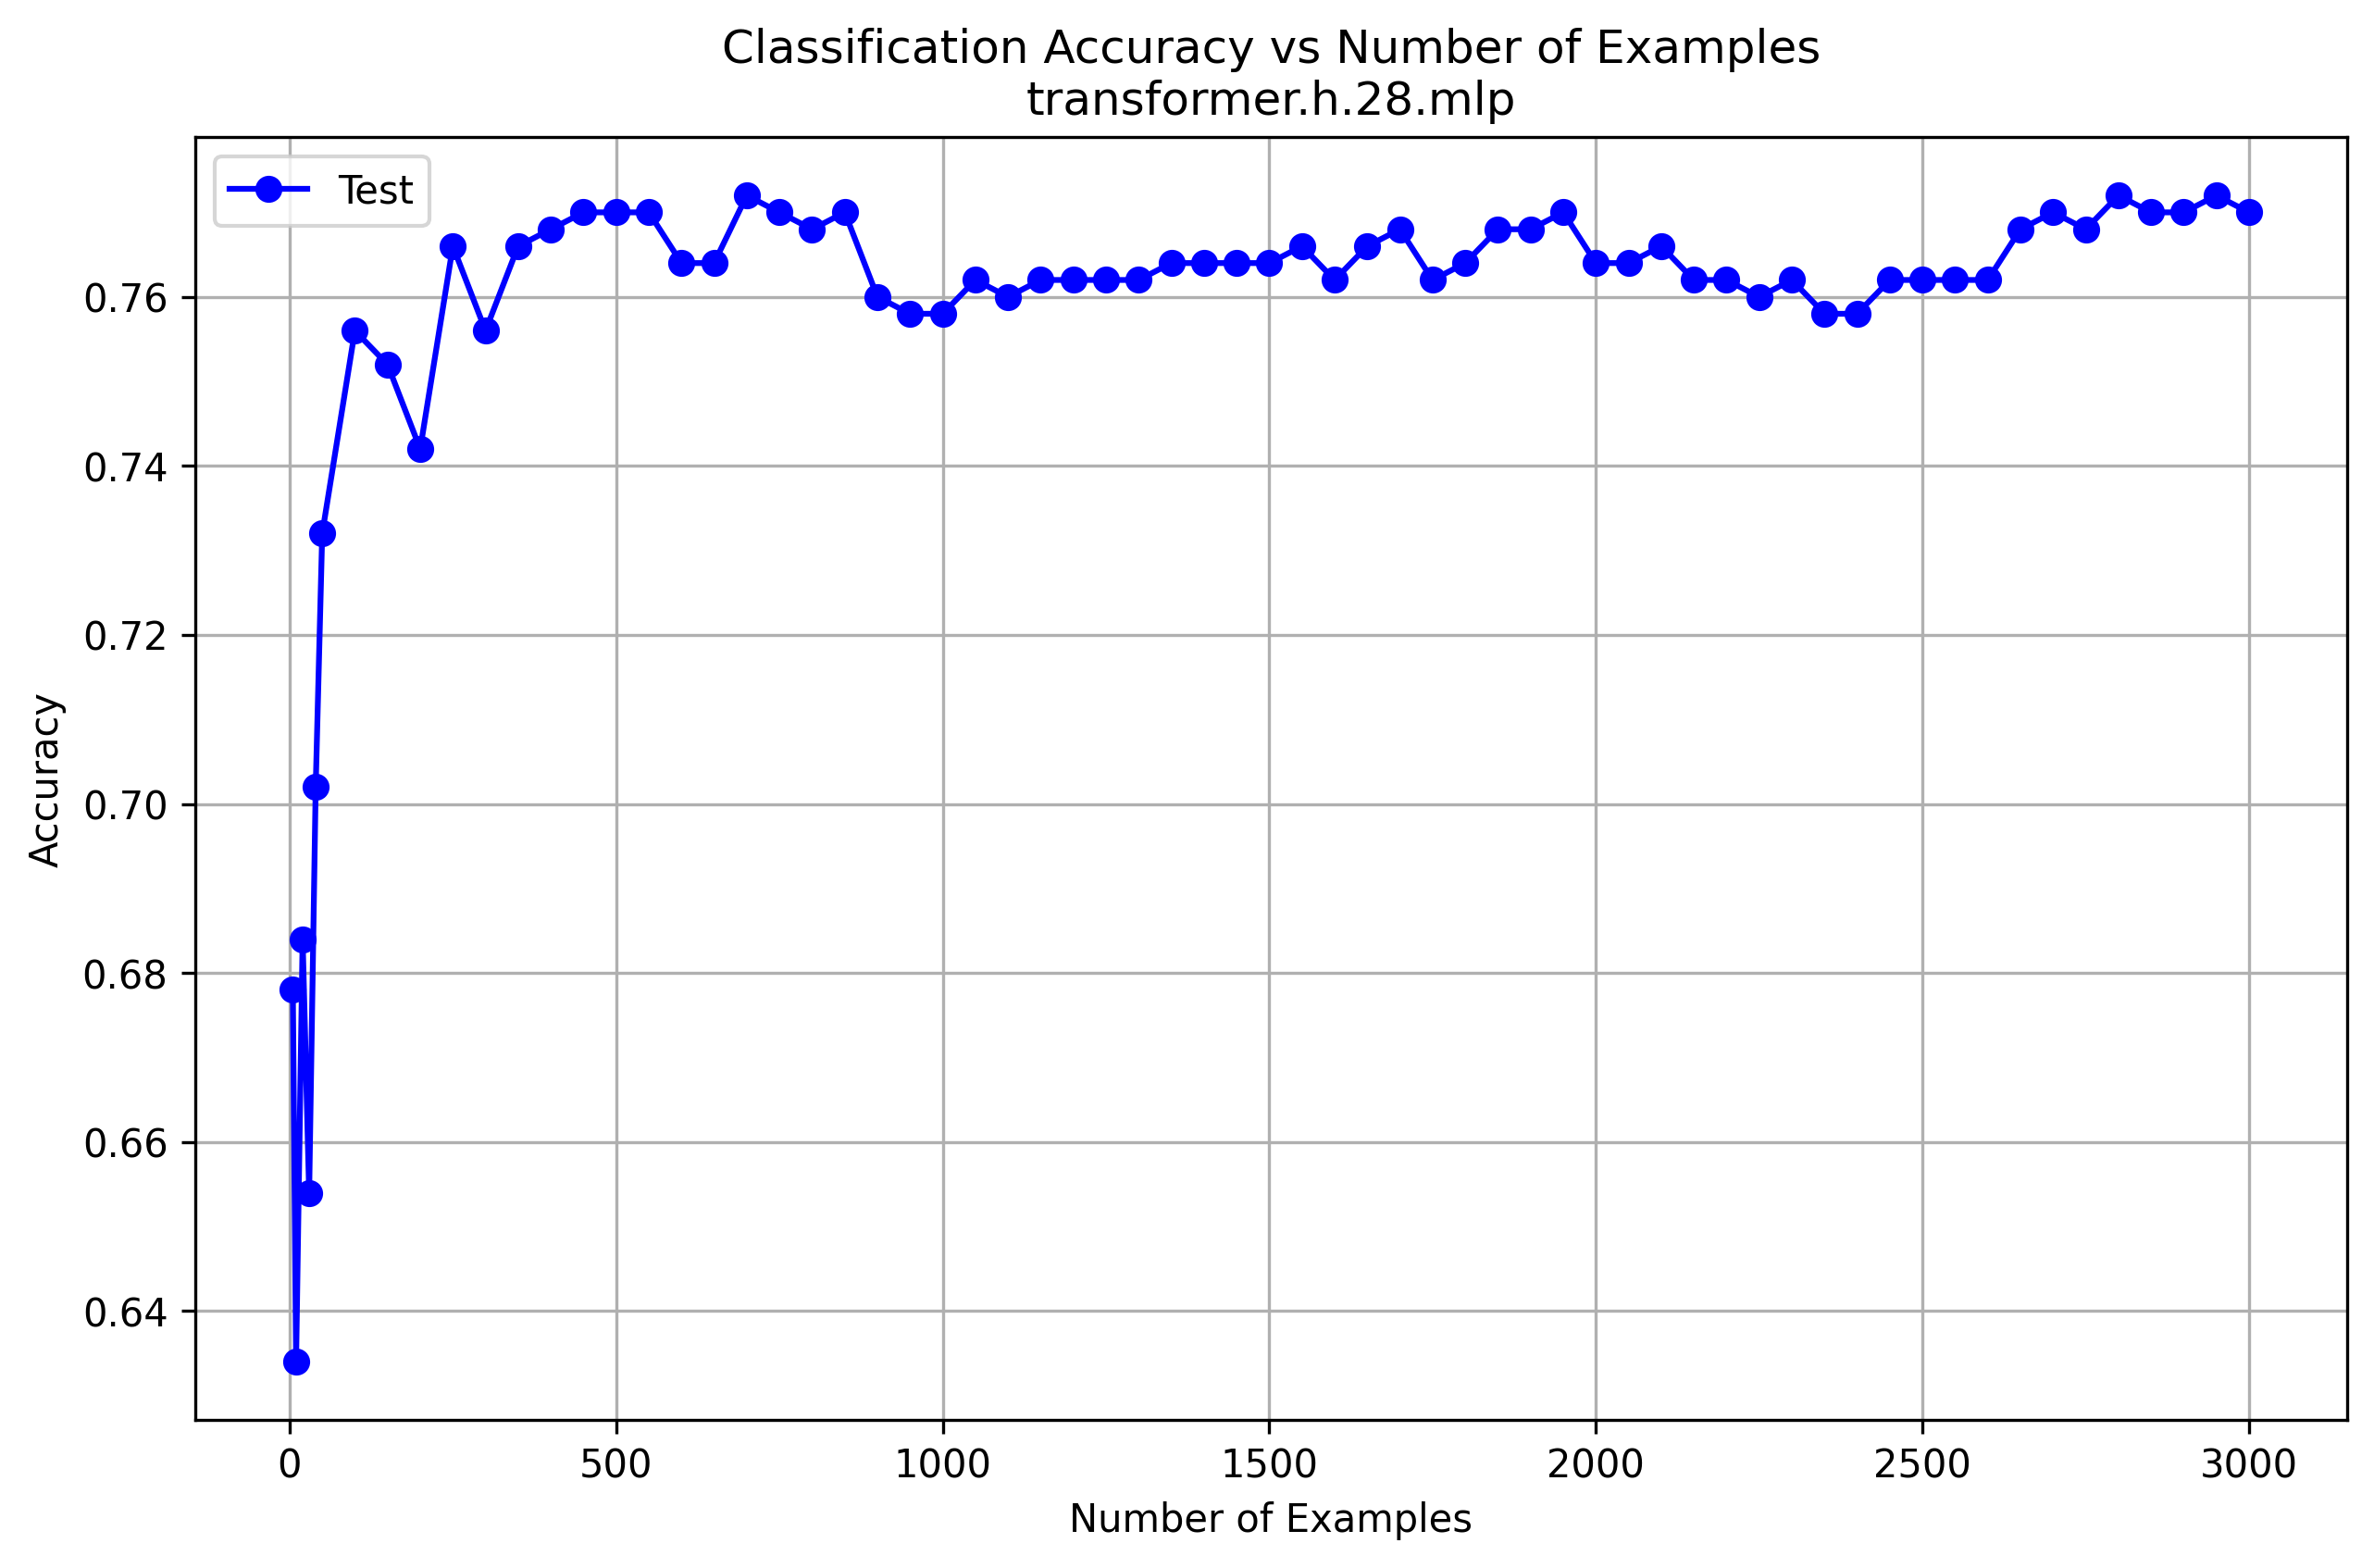 Classification Accuracy vs Number of Examples
transformer.h.28.mlp
Test
Accuracy
0.76
0.74
0.72
0.70
0.68
0.66
0.64
0 500 1000 1500 2000 2500 3000
Number of Examples